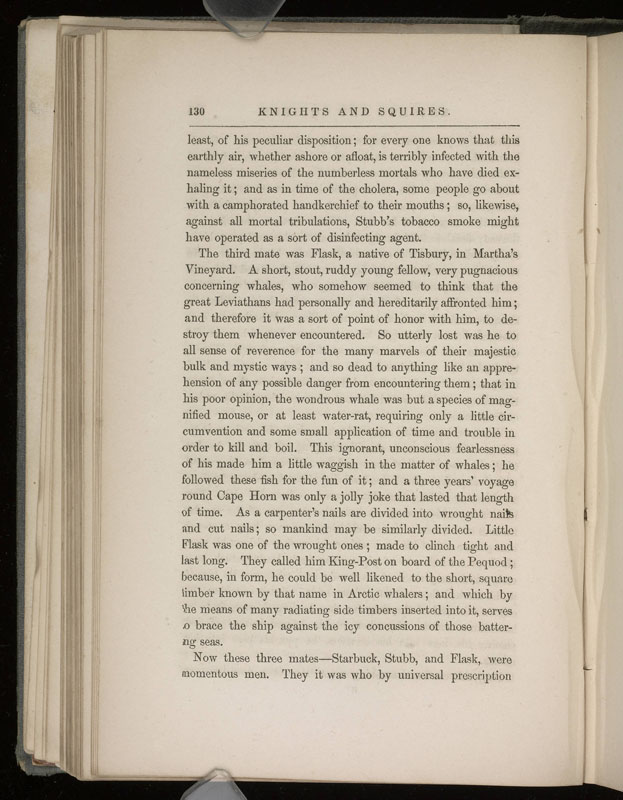 130 KNIGHTS AND SQUIRES.
least, of his peculiar disposition; for every one knows that this
earthly air, whether ashore or afloat, is terribly infected with the
nameless miseries of the numberless mortals who have died ex-
haling it; and as in time of the cholera, some people go about
with a camphorated handkerchief to their mouths; so, likewise,
against all mortal tribulations, Stubb's tobacco smoke might
have operated as a sort of disinfecting agent.
The third mate was Flask, a native of Tisbury, in Martha's
Vineyard. A short, stout, ruddy young fellow, very pugnacious
concerning whales, who somehow seemed to think that the
great Leviathans had personally and hereditarily affronted him;
and therefore it was a sort of point of honor with him, to de-
stroy them whenever encountered. So utterly lost was he to
all sense of reverence for the many marvels of their majestic
bulk and mystic ways; and so dead to anything like an appre-
hension of any possible danger from encountering them; that in
his poor opinion, the wondrous whale was but a species of mag-
nified mouse, or at least water-rat, requiring only a little cir-
cumvention and some small application of time and trouble in
order to kill and boil. This ignorant, unconscious fearlessness
of his made him a little waggish in the matter of whales; he
followed these fish for the fun of it; and a three years' voyage
round Cape Horn was only a jolly joke that lasted that length
of time. As a carpenter's nails are divided into wrought nails
and cut nails; so mankind may be similarly divided. Little
Flask was one of the wrought ones; made to clinch tight and
last long. They called him King-Post on board of the Pequod;
because, in form, he could be well likened to the short, square
timber known by that name in Arctic whalers; and which by
the means of many radiating side timbers inserted into it, serves
to brace the ship against the icy concussions of those batter-
ing seas.
Now these three mates—Starbuck, Stubb, and Flask, were
momentous men. They it was who by universal prescription